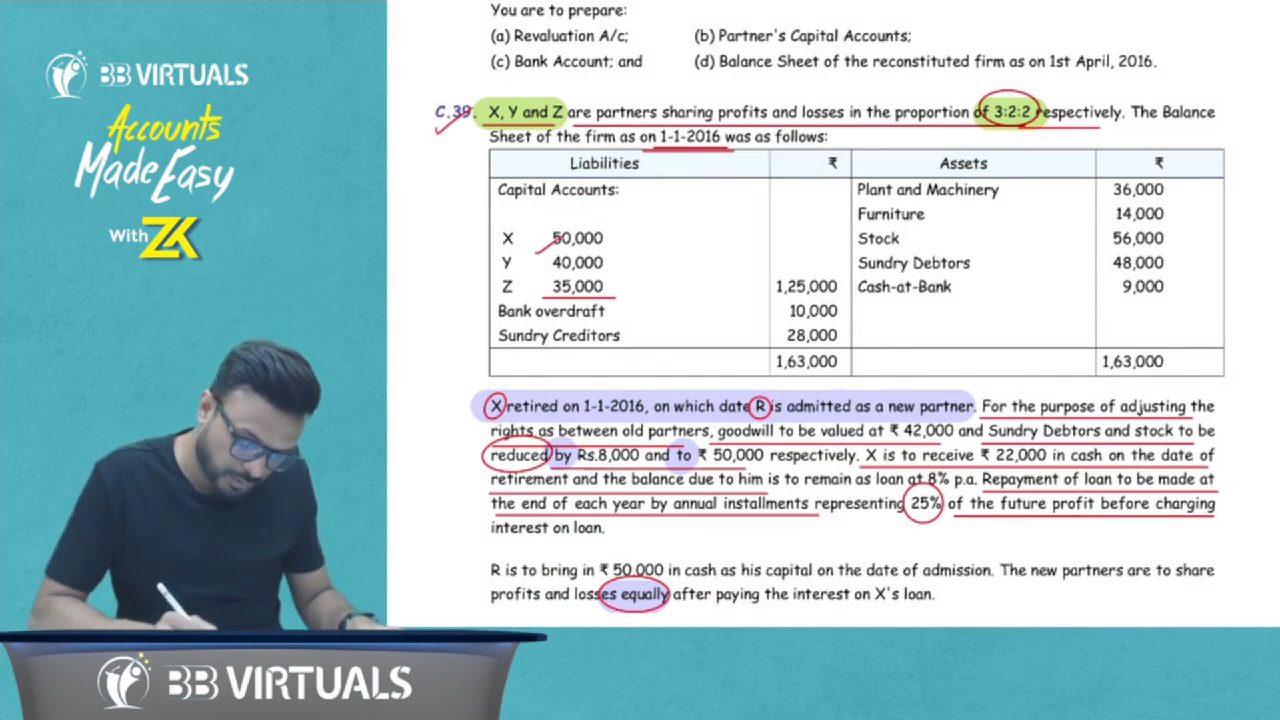 BB VIRTUALS
Accounts
Made Easy
With ZK
You are to prepare:
(a) Revaluation A/c; (b) Partner's Capital Accounts;
(c) Bank Account; and (d) Balance Sheet of the reconstituted firm as on 1st April, 2016.
C.39. X, Y and Z are partners sharing profits and losses in the proportion of 3:2:2 respectively. The Balance
Sheet of the firm as on 1-1-2016 was as follows:
Liabilities ₹ Assets ₹
Capital Accounts: Plant and Machinery 36,000
Furniture 14,000
X 50,000 Stock 56,000
Y 40,000 Sundry Debtors 48,000
Z 35,000 1,25,000 Cash-at-Bank 9,000
Bank overdraft 10,000
Sundry Creditors 28,000
1,63,000 1,63,000
X retired on 1-1-2016, on which date R is admitted as a new partner. For the purpose of adjusting the
rights as between old partners, goodwill to be valued at ₹ 42,000 and Sundry Debtors and stock to be
reduced by Rs.8,000 and to ₹ 50,000 respectively. X is to receive ₹ 22,000 in cash on the date of
retirement and the balance due to him is to remain as loan at 8% p.a. Repayment of loan to be made at
the end of each year by annual installments representing 25% of the future profit before charging
interest on loan.
R is to bring in ₹ 50,000 in cash as his capital on the date of admission. The new partners are to share
profits and losses equally after paying the interest on X's loan.
BB VIRTUALS